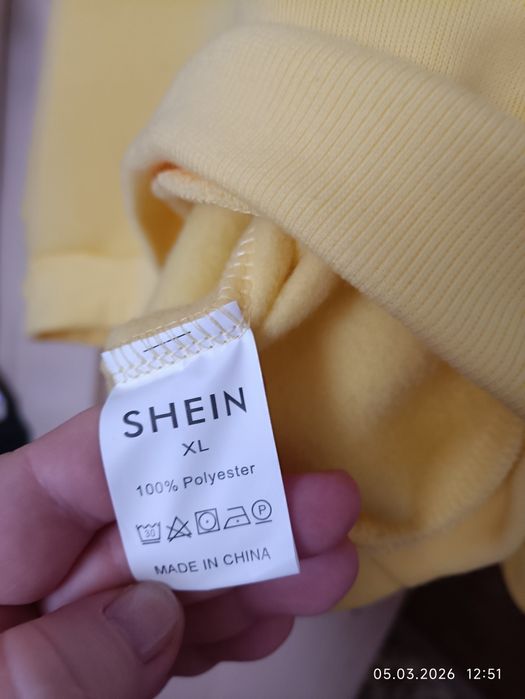 SHEIN
XL
100% Polyester
30 P
MADE IN CHINA
05.03.2026 12:51